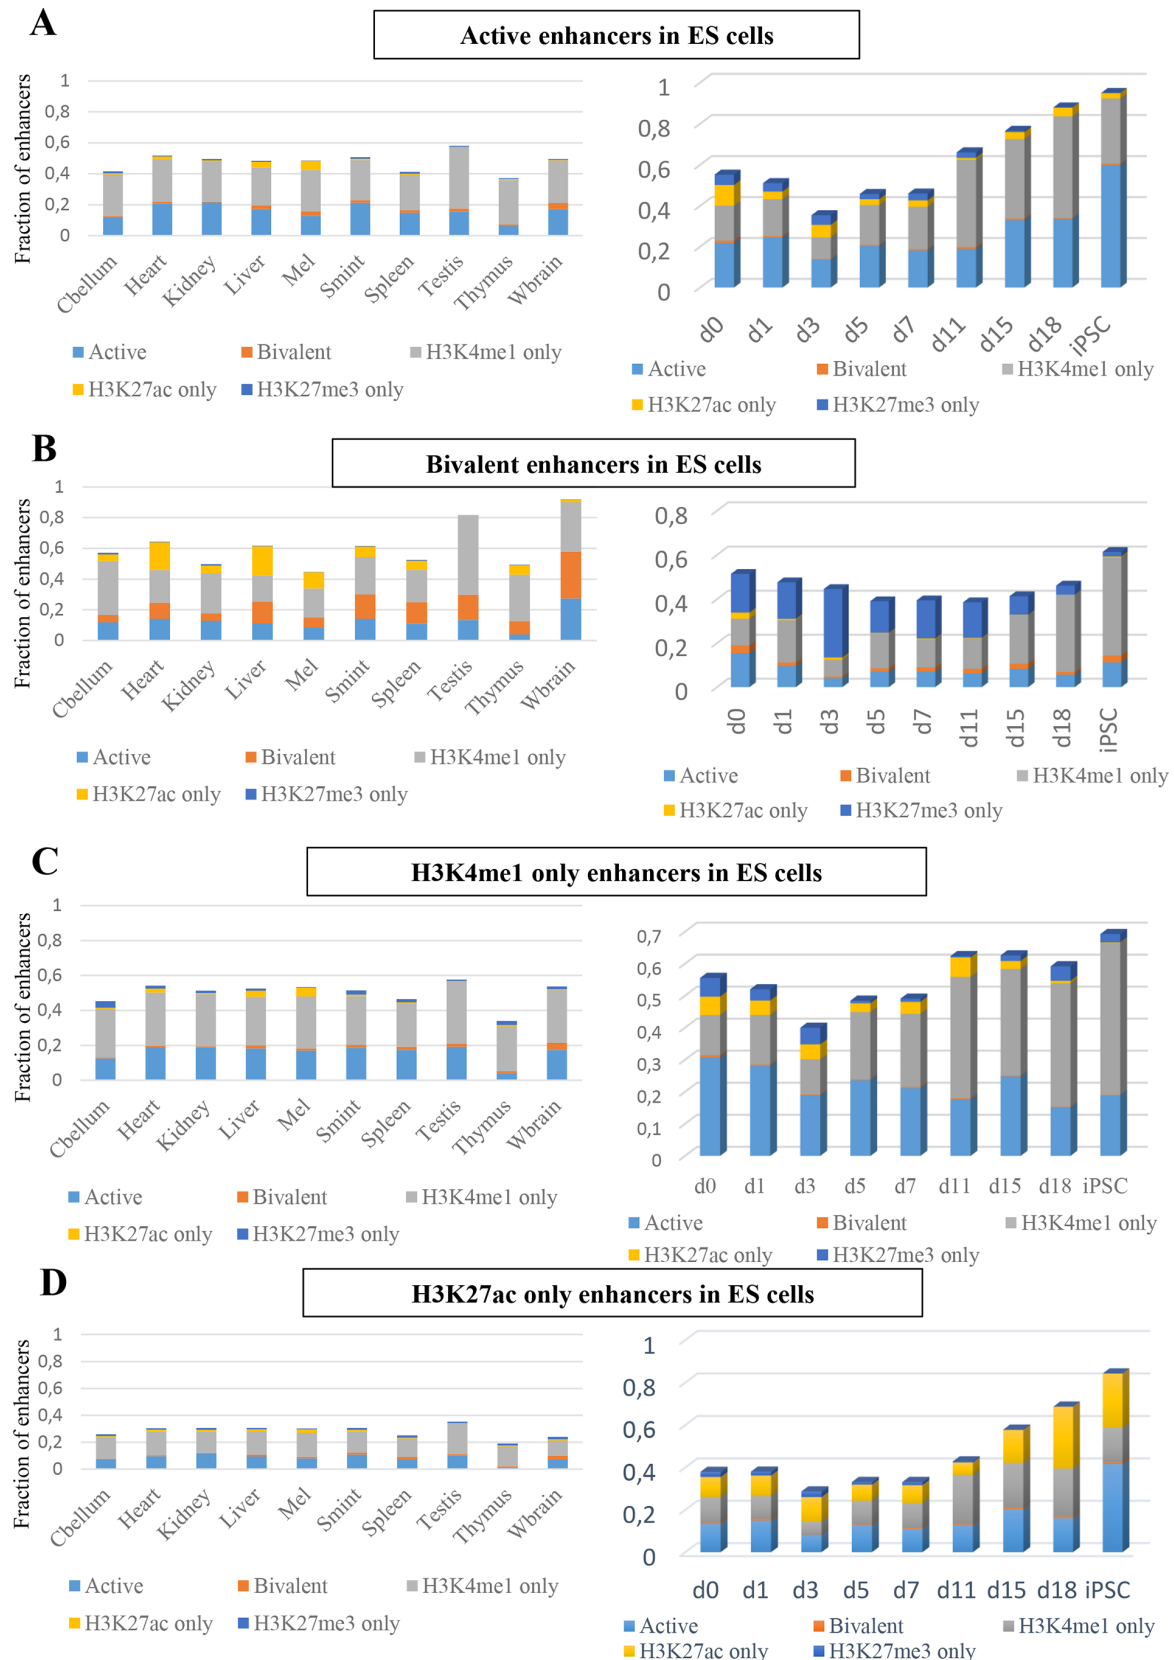 A
Active enhancers in ES cells
Fraction of enhancers
1
0,8
0,6
0,4
0,2
0
Cbellum Heart Kidney Liver Mel Smint Spleen Testis Thymus Wbrain
Active Bivalent H3K4me1 only
H3K27ac only H3K27me3 only
1
0,8
0,6
0,4
0,2
0
d0 d1 d3 d5 d7 d11 d15 d18 iPSC
Active Bivalent H3K4me1 only
H3K27ac only H3K27me3 only
B
Bivalent enhancers in ES cells
Fraction of enhancers
1
0,8
0,6
0,4
0,2
0
Cbellum Heart Kidney Liver Mel Smint Spleen Testis Thymus Wbrain
Active Bivalent H3K4me1 only
H3K27ac only H3K27me3 only
0,8
0,6
0,4
0,2
0
d0 d1 d3 d5 d7 d11 d15 d18 iPSC
Active Bivalent H3K4me1 only
H3K27ac only H3K27me3 only
C
H3K4me1 only enhancers in ES cells
Fraction of enhancers
1
0,8
0,6
0,4
0,2
0
Cbellum Heart Kidney Liver Mel Smint Spleen Testis Thymus Wbrain
Active Bivalent H3K4me1 only
H3K27ac only H3K27me3 only
0,7
0,6
0,5
0,4
0,3
0,2
0,1
0
d0 d1 d3 d5 d7 d11 d15 d18 iPSC
Active Bivalent H3K4me1 only
H3K27ac only H3K27me3 only
D
H3K27ac only enhancers in ES cells
Fraction of enhancers
1
0,8
0,6
0,4
0,2
0
Cbellum Heart Kidney Liver Mel Smint Spleen Testis Thymus Wbrain
Active Bivalent H3K4me1 only
H3K27ac only H3K27me3 only
1
0,8
0,6
0,4
0,2
0
d0 d1 d3 d5 d7 d11 d15 d18 iPSC
Active Bivalent H3K4me1 only
H3K27ac only H3K27me3 only